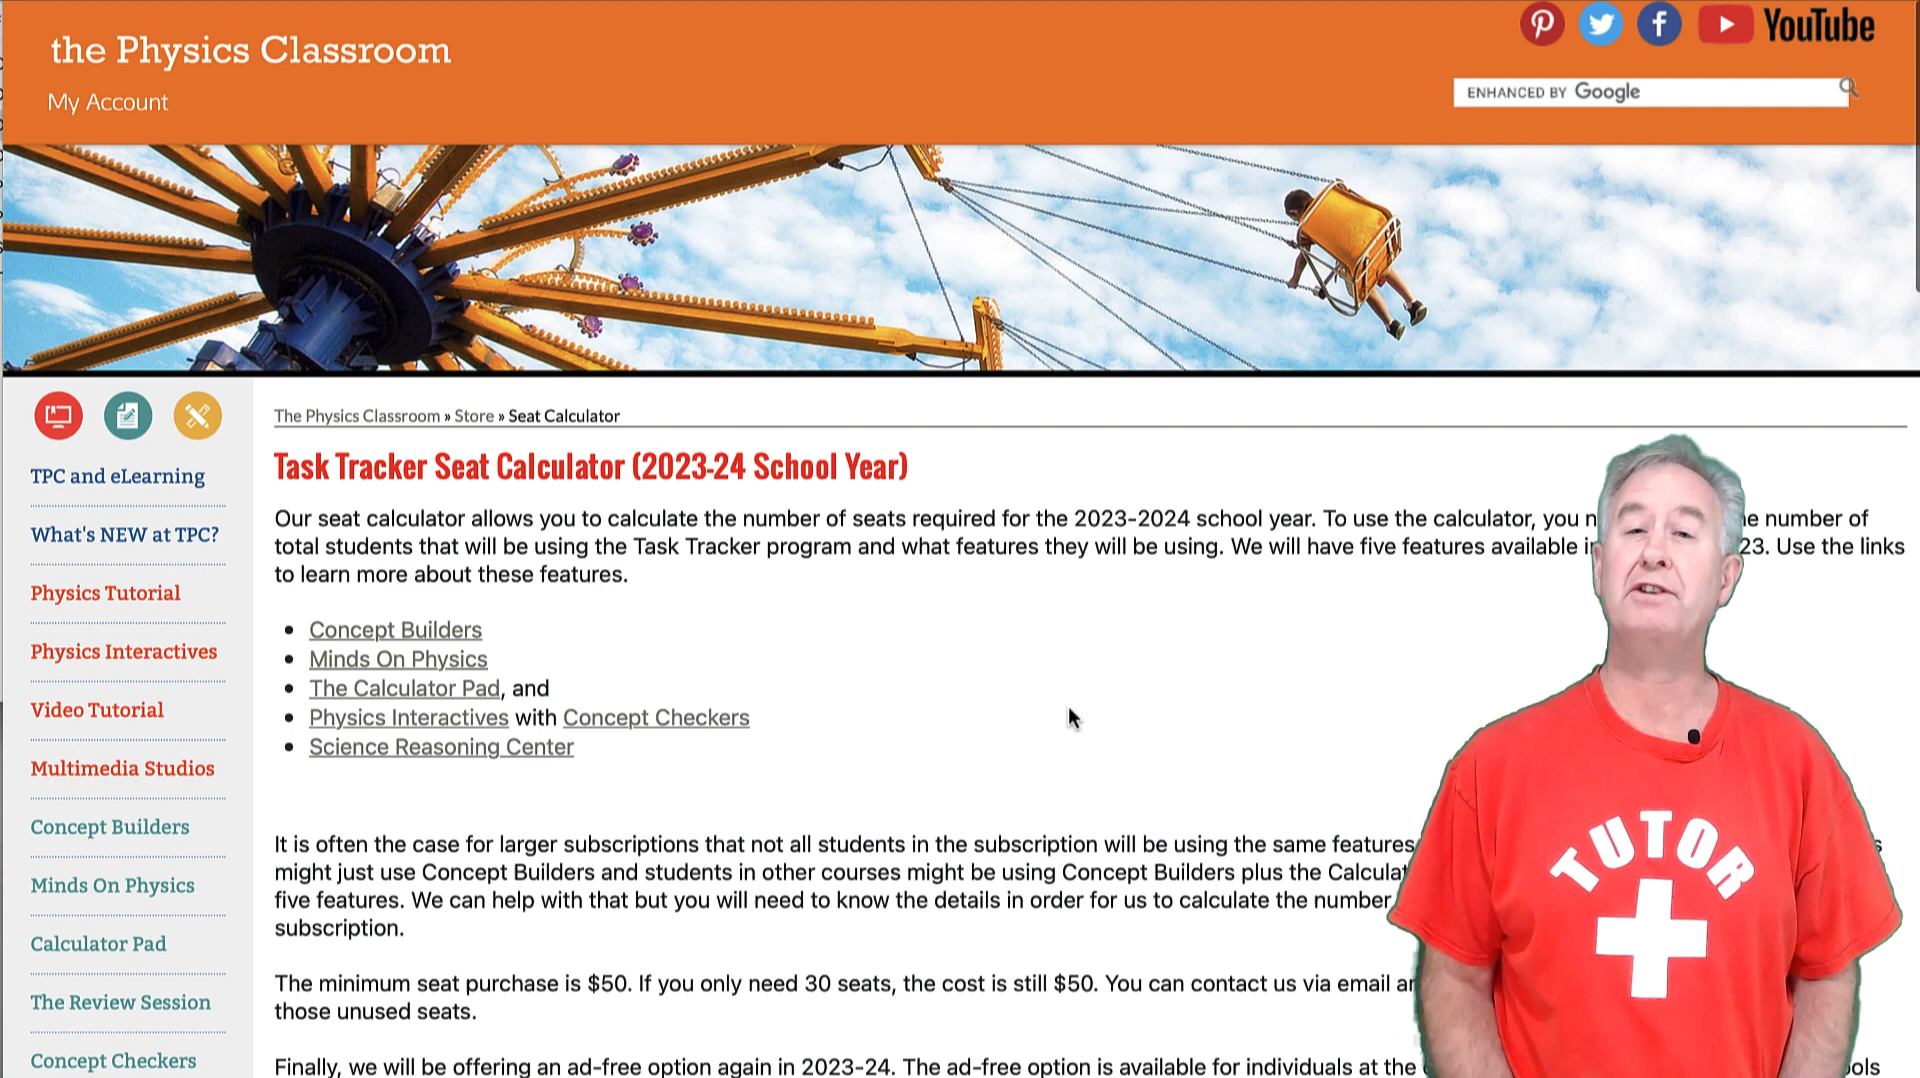 the Physics Classroom
My Account
YouTube
ENHANCED BY Google
The Physics Classroom » Store » Seat Calculator
TPC and eLearning
What's NEW at TPC?
Physics Tutorial
Physics Interactives
Video Tutorial
Multimedia Studios
Concept Builders
Minds On Physics
Calculator Pad
The Review Session
Concept Checkers
Task Tracker Seat Calculator (2023-24 School Year)
Our seat calculator allows you to calculate the number of seats required for the 2023-2024 school year. To use the calculator, you number of
total students that will be using the Task Tracker program and what features they will be using. We will have five features available 23. Use the links
to learn more about these features.
• Concept Builders
• Minds On Physics
• The Calculator Pad, and
• Physics Interactives with Concept Checkers
• Science Reasoning Center
It is often the case for larger subscriptions that not all students in the subscription will be using the same features
might just use Concept Builders and students in other courses might be using Concept Builders plus the
five features. We can help with that but you will need to know the details in order for us to calculate the number
subscription.
The minimum seat purchase is $50. If you only need 30 seats, the cost is still $50. You can contact us via email
those unused seats.
Finally, we will be offering an ad-free option again in 2023-24. The ad-free option is available for individuals at the
TUTOR